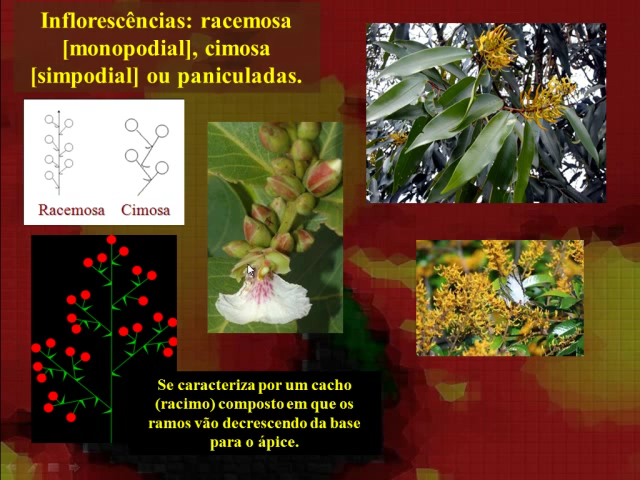 Inflorescências: racemosa
[monopodial], cimosa
[simpodial] ou paniculadas.
Racemosa Cimosa
Se caracteriza por um cacho
(racimo) composto em que os
ramos vão decrescendo da base
para o ápice.